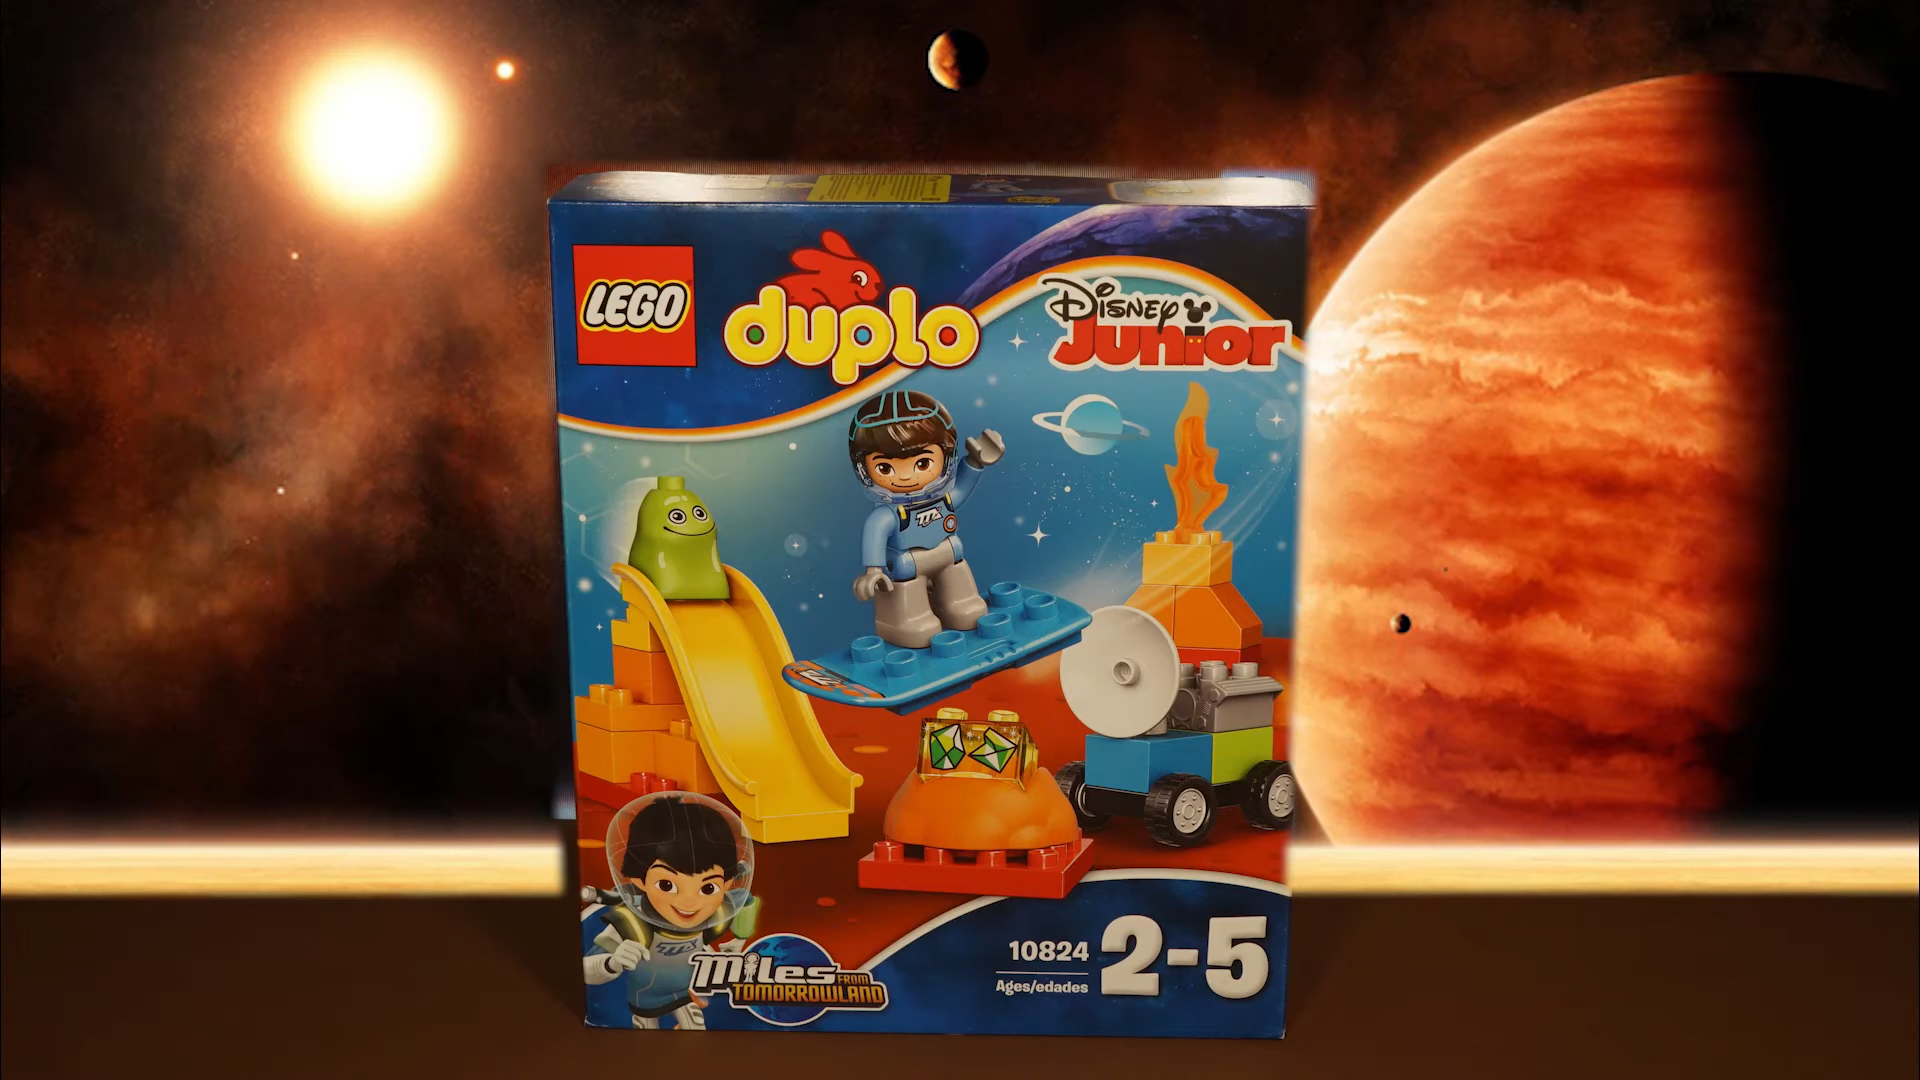 LEGO
duplo
Disney
Junior
Miles
FROM
TOMORROWLAND
10824
Ages/edades
2-5